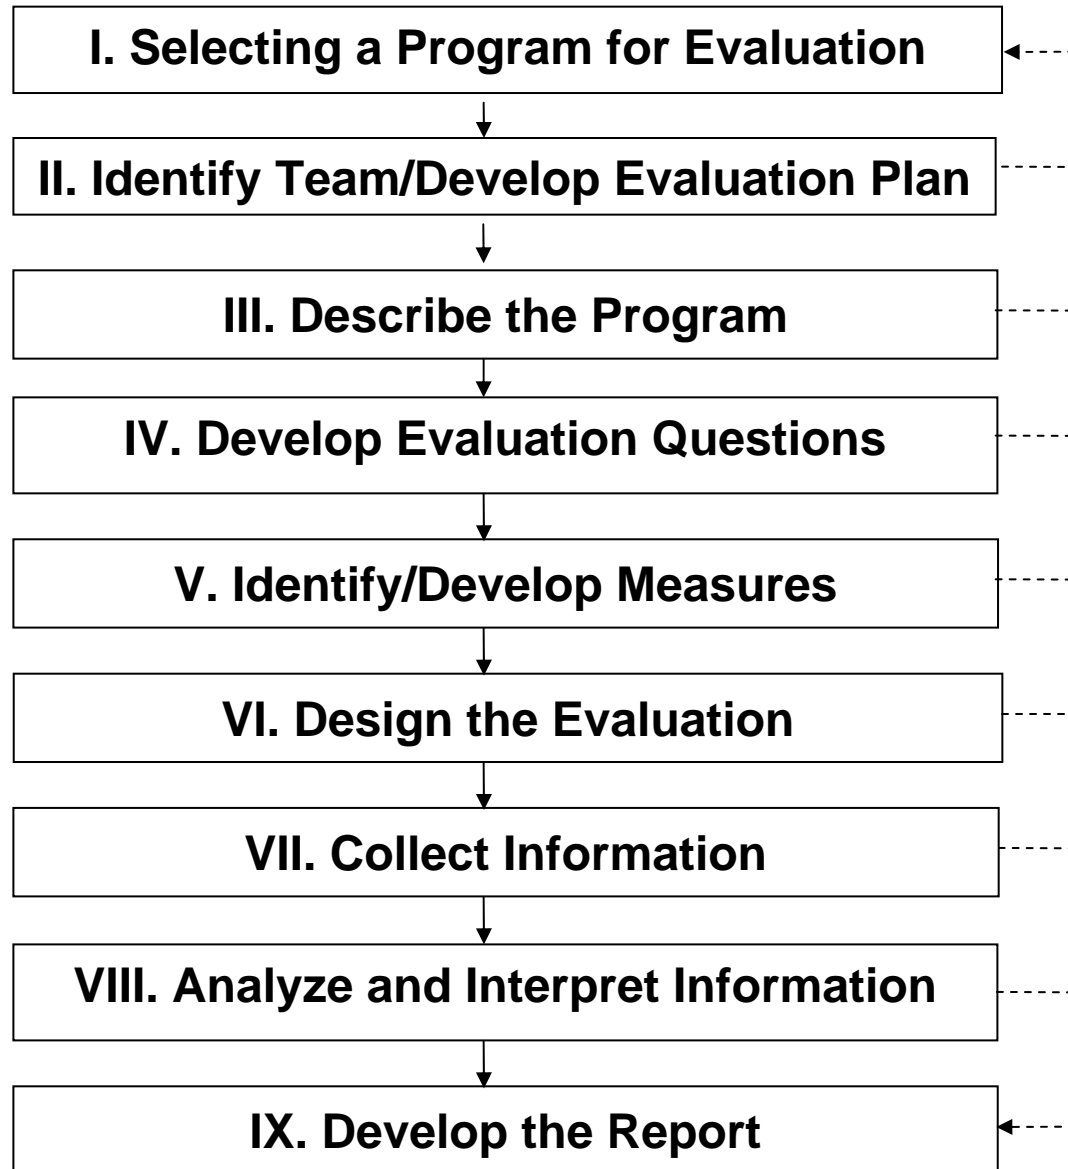 I. Selecting a Program for Evaluation
II. Identify Team/Develop Evaluation Plan
III. Describe the Program
IV. Develop Evaluation Questions
V. Identify/Develop Measures
VI. Design the Evaluation
VII. Collect Information
VIII. Analyze and Interpret Information
IX. Develop the Report